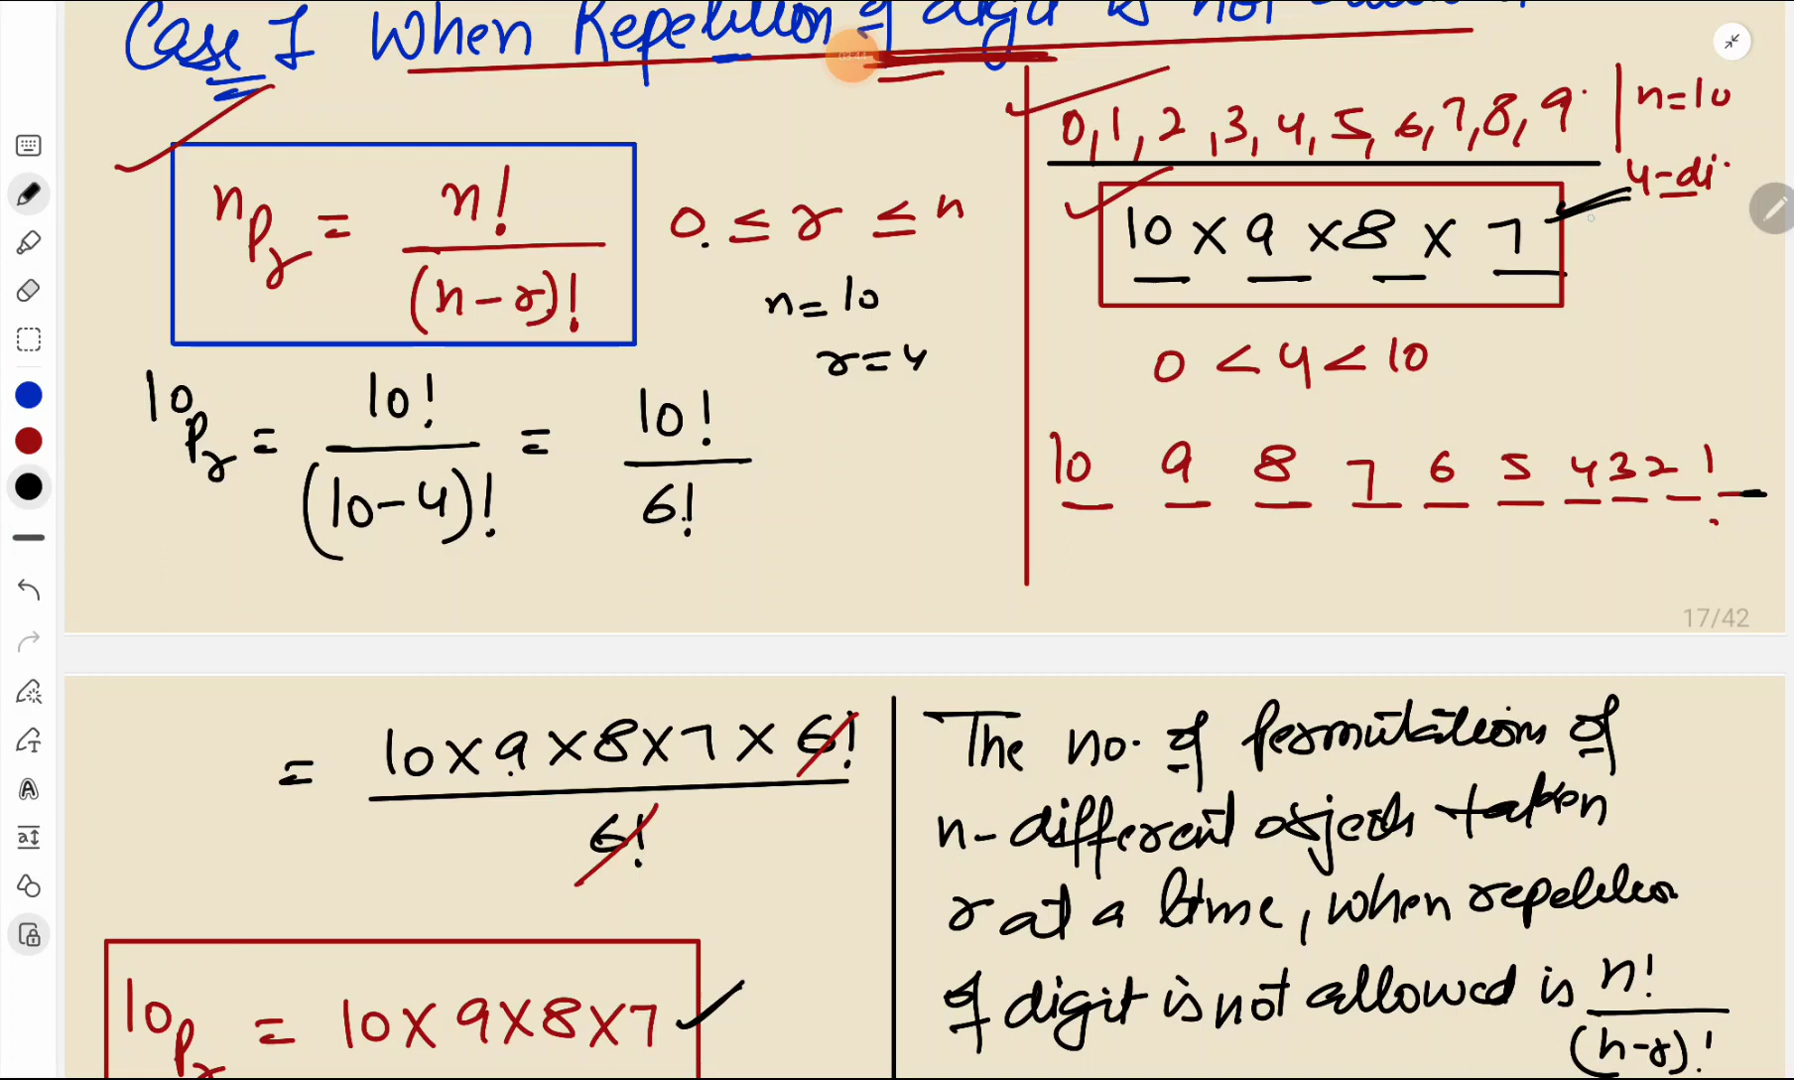 Case I When Repetition of digit is not
nPr = n! / (n-r)!
0 ≤ r ≤ n
n=10
r=4
10Pr = 10! / (10-4)! = 10! / 6!
0, 1, 2, 3, 4, 5, 6, 7, 8, 9
n=10
4-di
10 × 9 × 8 × 7
0 < 4 < 10
10 9 8 7 6 5 4 3 2 1
17/42
= 10×9×8×7×6! / 6!
10Pr = 10×9×8×7
The no. of permutations of
n-different objects taken
r at a time, when repetition
of digit is not allowed is n! / (n-r)!